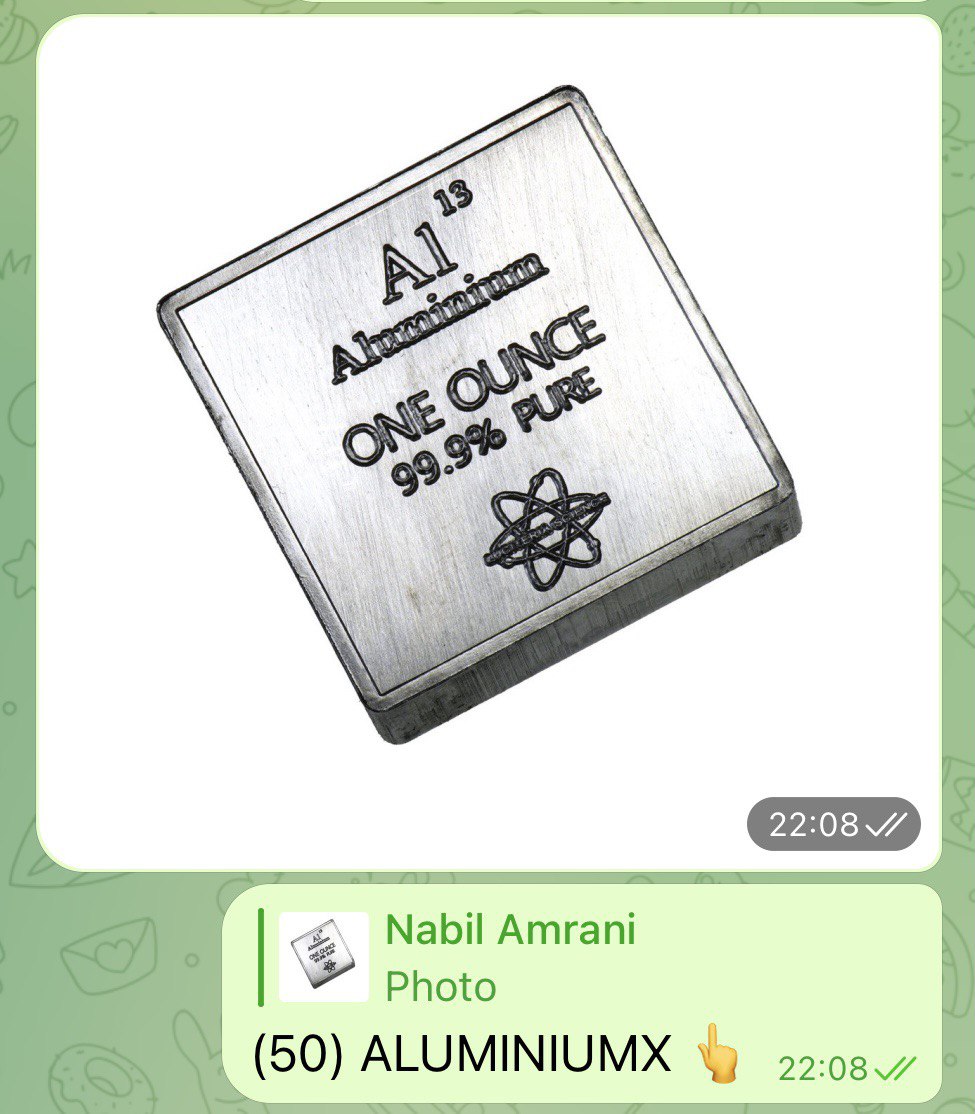 13
Al
Aluminium
ONE OUNCE
99.9% PURE
22:08
Nabil Amrani
Photo
(50) ALUMINIUMX 👆
22:08